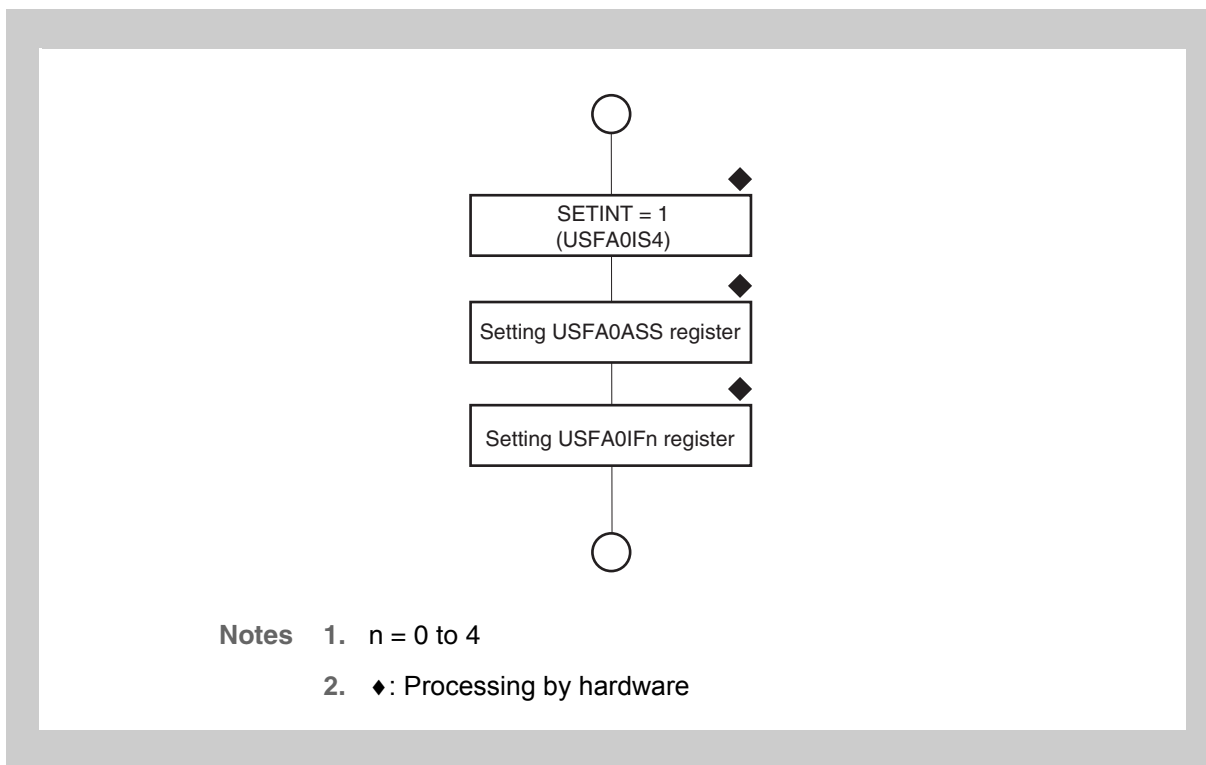 SETINT = 1
(USFA0IS4)
Setting USFA0ASS register
Setting USFA0IFn register
Notes 1. n = 0 to 4
2. ♦: Processing by hardware